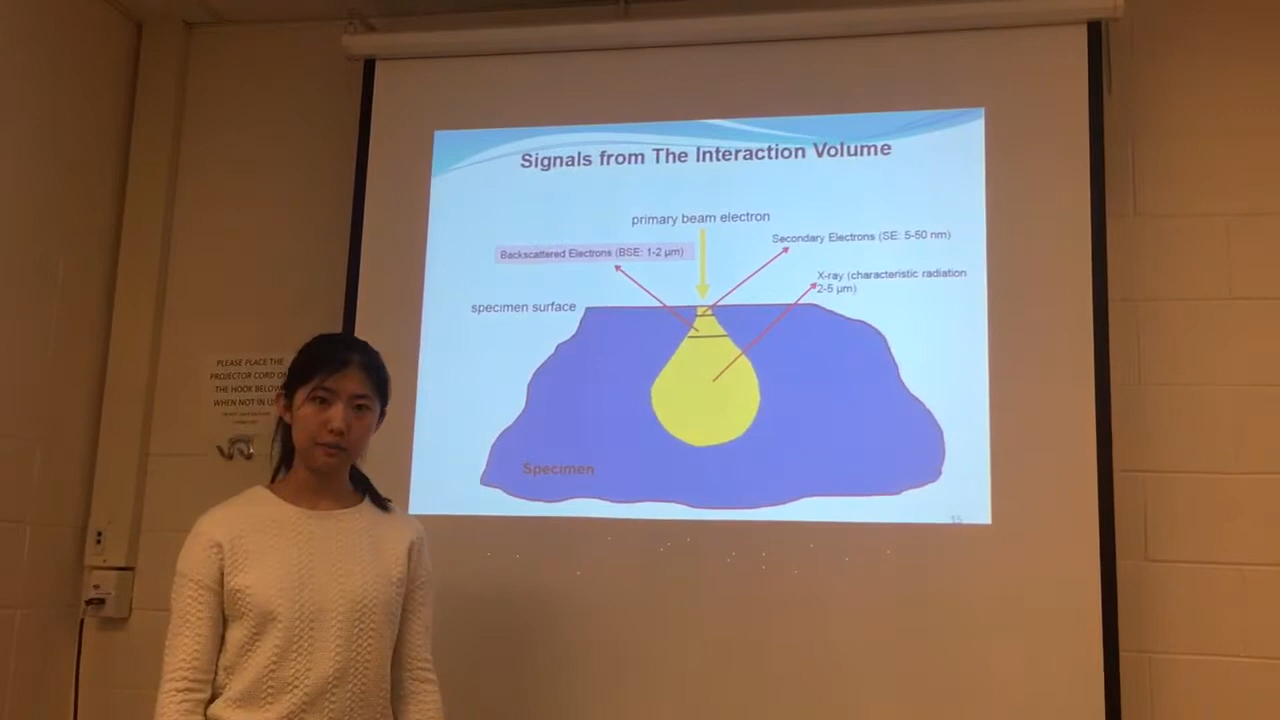 Signals from The Interaction Volume
primary beam electron
Secondary Electrons (SE: 5-50 nm)
Backscattered Electrons (BSE: 1-2 µm)
X-ray (characteristic radiation
2-5 µm)
specimen surface
Specimen
15
PLEASE PLACE THE
PROJECTOR CORD ON
THE HOOK BELOW
WHEN NOT IN